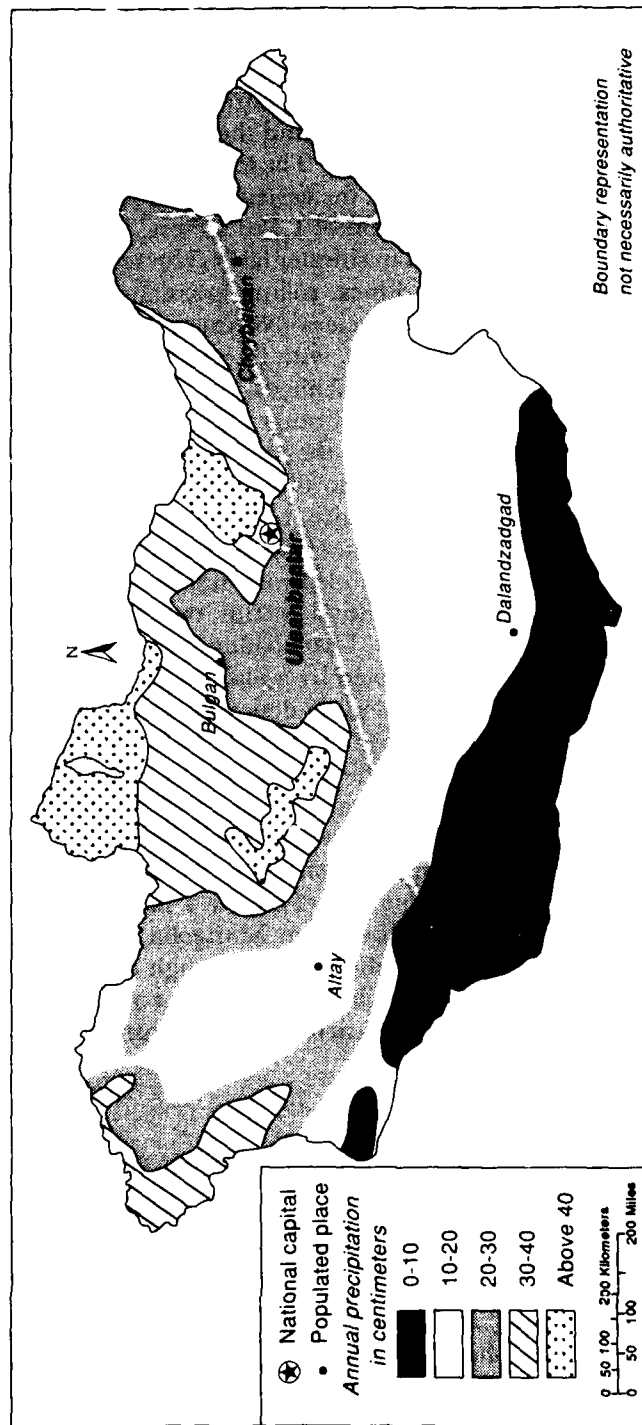 N
Bulgan
Ulaanbaatar
Choybalsan
Altay
Dalandzadgad
National capital
Populated place
Annual precipitation
in centimeters
0-10
10-20
20-30
30-40
Above 40
0 50 100 200 Kilometers
0 50 100 200 Miles
Boundary representation
not necessarily authoritative